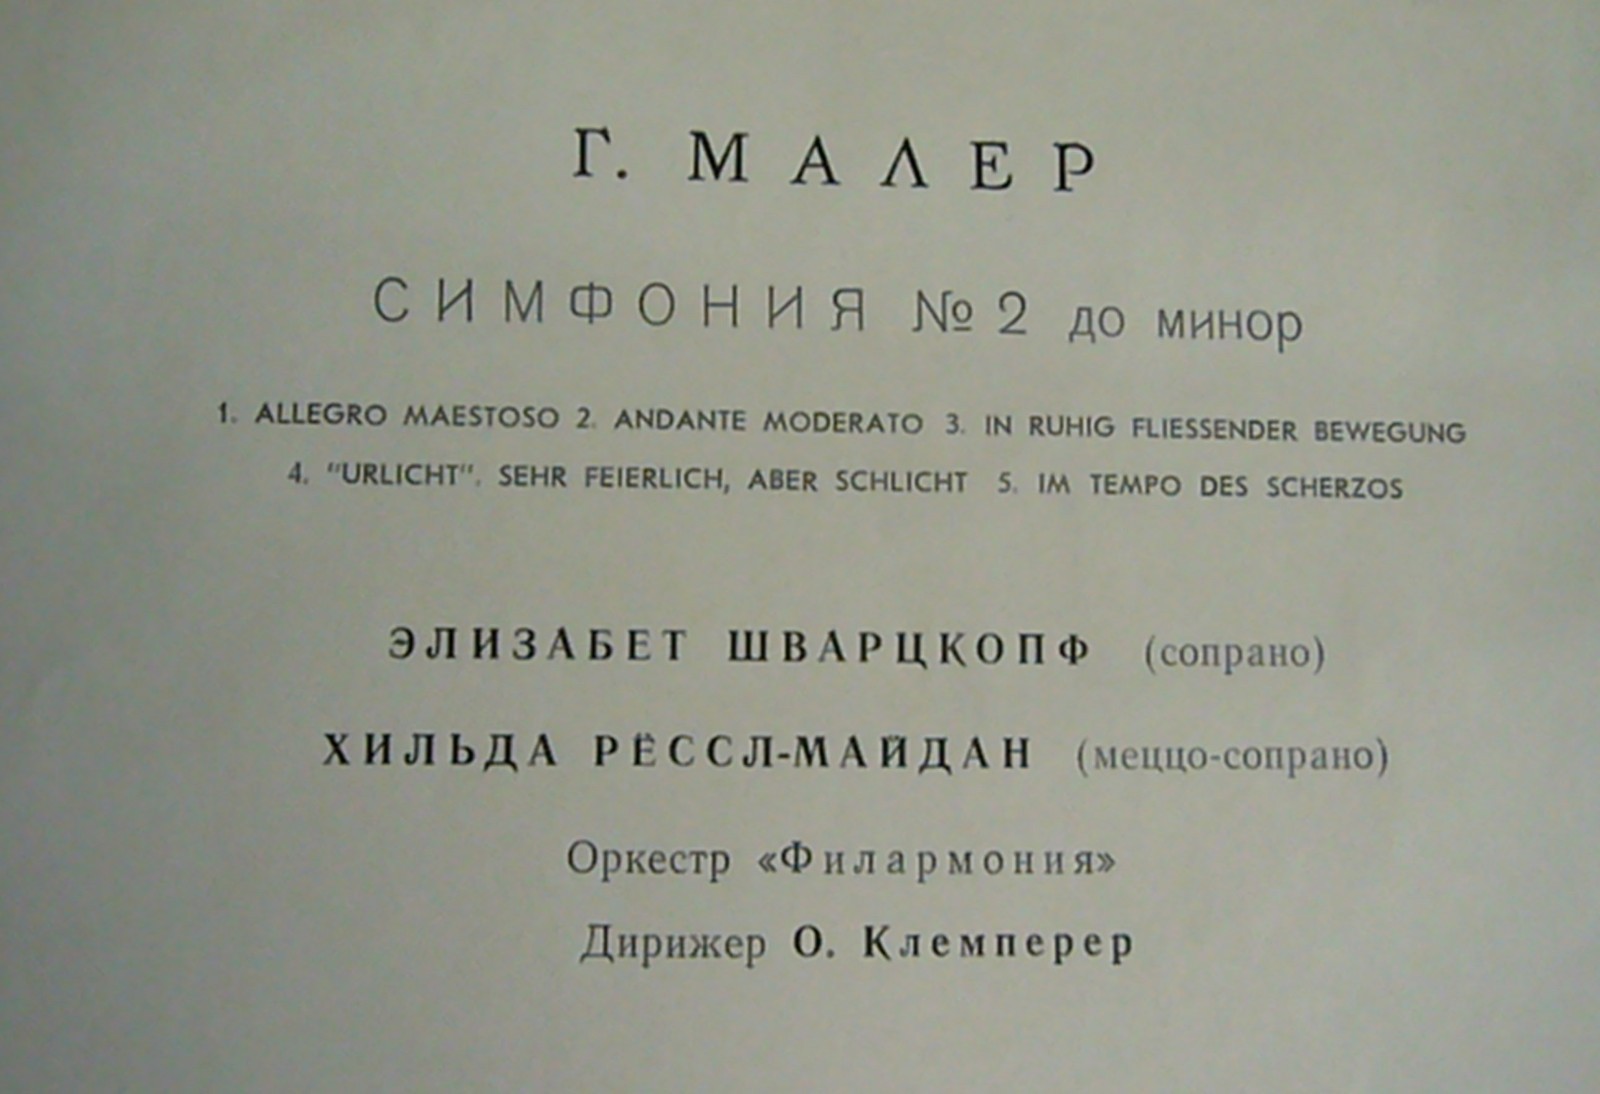 Г. МАЛЕР
СИМФОНИЯ №2 до минор
1. ALLEGRO MAESTOSO 2. ANDANTE MODERATO 3. IN RUHIG FLIESSENDER BEWEGUNG
4. "URLICHT". SEHR FEIERLICH, ABER SCHLICHT 5. IM TEMPO DES SCHERZOS
ЭЛИЗАБЕТ ШВАРЦКОПФ (сопрано)
ХИЛЬДА РЁССЛ-МАЙДАН (меццо-сопрано)
Оркестр «Филармония»
Дирижер О. Клемперер